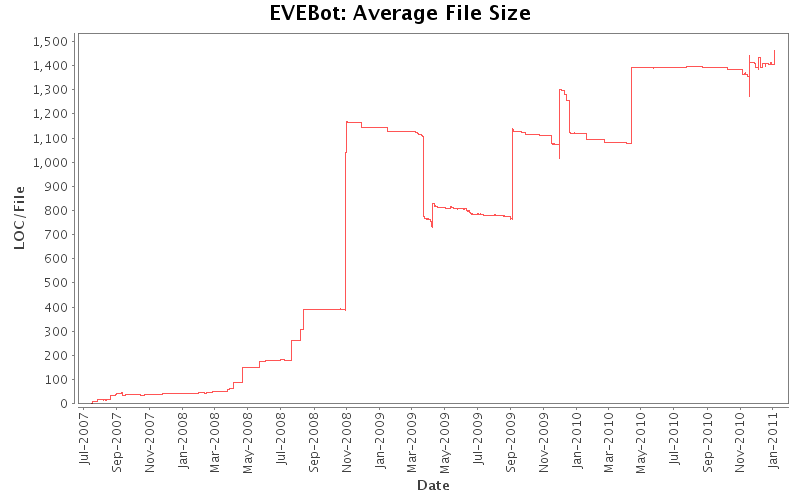 EVEBot: Average File Size
LOC/File
1,500
1,400
1,300
1,200
1,100
1,000
900
800
700
600
500
400
300
200
100
0
Jul-2007
Sep-2007
Nov-2007
Jan-2008
Mar-2008
May-2008
Jul-2008
Sep-2008
Nov-2008
Jan-2009
Mar-2009
May-2009
Jul-2009
Sep-2009
Nov-2009
Jan-2010
Mar-2010
May-2010
Jul-2010
Sep-2010
Nov-2010
Jan-2011
Date